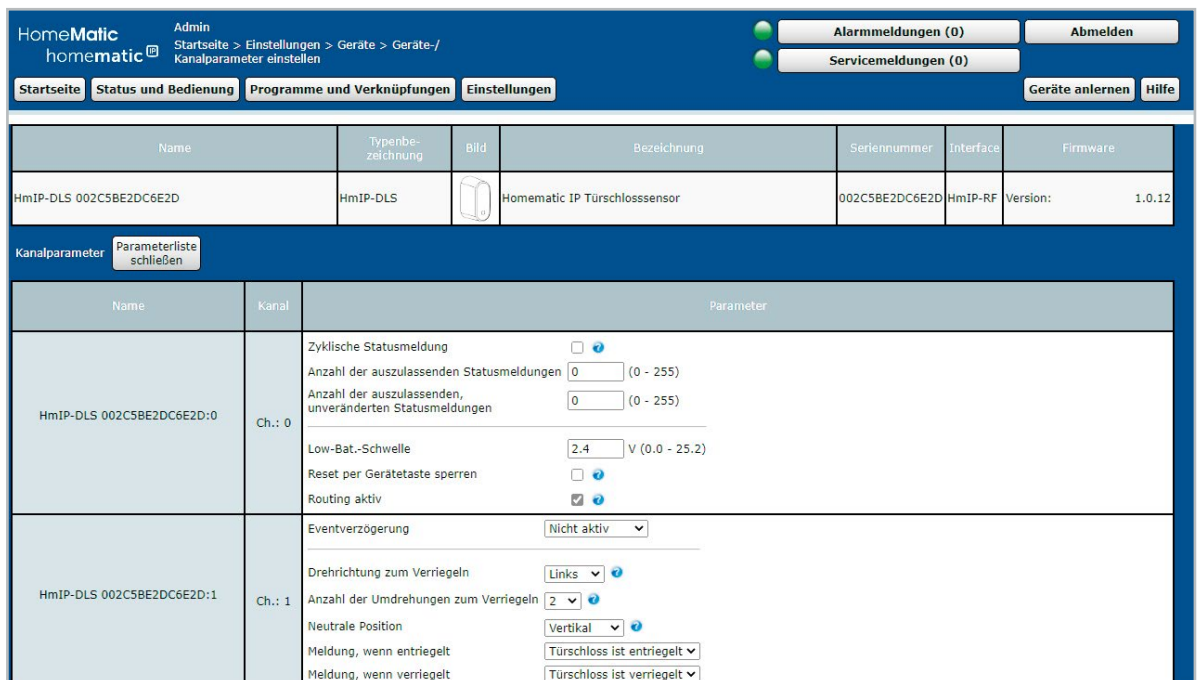 HomeMatic
homematic IP
Admin
Startseite > Einstellungen > Geräte > Geräte-/
Kanalparameter einstellen
Alarmmeldungen (0)
Abmelden
Servicemeldungen (0)
Startseite
Status und Bedienung
Programme und Verknüpfungen
Einstellungen
Geräte anlernen
Hilfe
Name
Typenbe-
zeichnung
Bild
Bezeichnung
Seriennummer
Interface
Firmware
HmIP-DLS 002C5BE2DC6E2D
HmIP-DLS
Homematic IP Türschlosssensor
002C5BE2DC6E2D
HmIP-RF
Version: 1.0.12
Kanalparameter
Parameterliste
schließen
Name
Kanal
Parameter
HmIP-DLS 002C5BE2DC6E2D:0
Ch.: 0
Zyklische Statusmeldung
Anzahl der auszulassenden Statusmeldungen 0 (0 - 255)
Anzahl der auszulassenden,
unveränderten Statusmeldungen 0 (0 - 255)
Low-Bat.-Schwelle 2.4 V (0.0 - 25.2)
Reset per Gerätetaste sperren
Routing aktiv
HmIP-DLS 002C5BE2DC6E2D:1
Ch.: 1
Eventverzögerung Nicht aktiv
Drehrichtung zum Verriegeln Links
Anzahl der Umdrehungen zum Verriegeln 2
Neutrale Position Vertikal
Meldung, wenn entriegelt Türschloss ist entriegelt
Meldung, wenn verriegelt Türschloss ist verriegelt